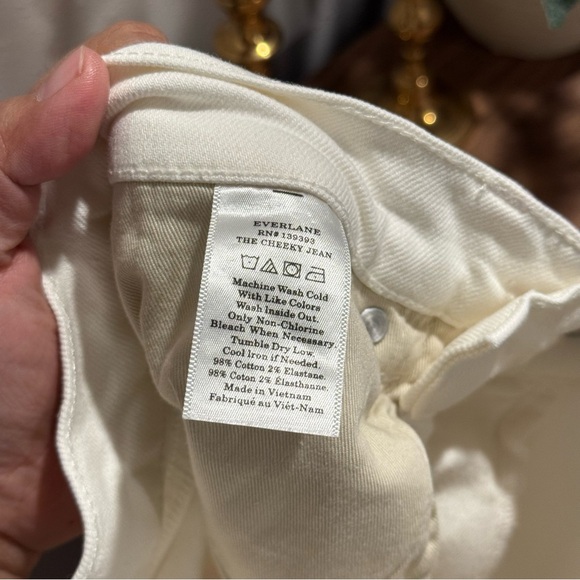 EVERLANE
RN# 139393
THE CHEEKY JEAN
Machine Wash Cold
With Like Colors
Wash Inside Out.
Only Non-Chlorine
Bleach When Necessary.
Tumble Dry Low.
Cool Iron if Needed.
98% Cotton 2% Elastane.
98% Coton 2% Élasthanne.
Made in Vietnam
Fabriqué au Viêt-Nam